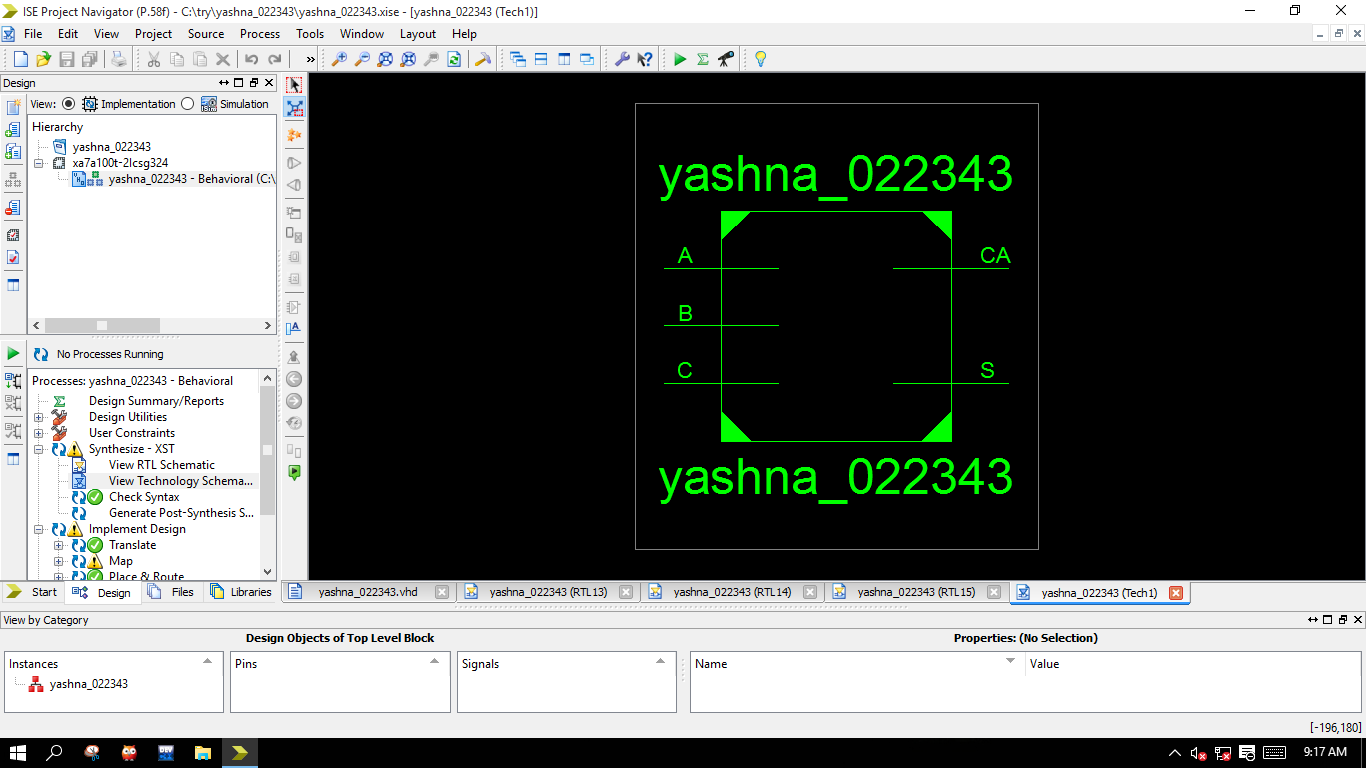 ISE Project Navigator (P.58f) - C:\try\yashna_022343\yashna_022343.xise - [yashna_022343 (Tech1)]
File Edit View Project Source Process Tools Window Layout Help
»
Design
View: Implementation Simulation
Hierarchy
yashna_022343
xa7a100t-2Icsg324
yashna_022343 - Behavioral (C:\
No Processes Running
Processes: yashna_022343 - Behavioral
Design Summary/Reports
Design Utilities
User Constraints
Synthesize - XST
View RTL Schematic
View Technology Schema...
Check Syntax
Generate Post-Synthesis S...
Implement Design
Translate
Map
Place & Route
Start Design Files Libraries
yashna_022343
A CA
B
C S
yashna_022343
yashna_022343.vhd yashna_022343 (RTL13) yashna_022343 (RTL14) yashna_022343 (RTL15) yashna_022343 (Tech1)
View by Category
Design Objects of Top Level Block Properties: (No Selection)
Instances Pins Signals Name Value
yashna_022343
[-196,180]
DEV
9:17 AM